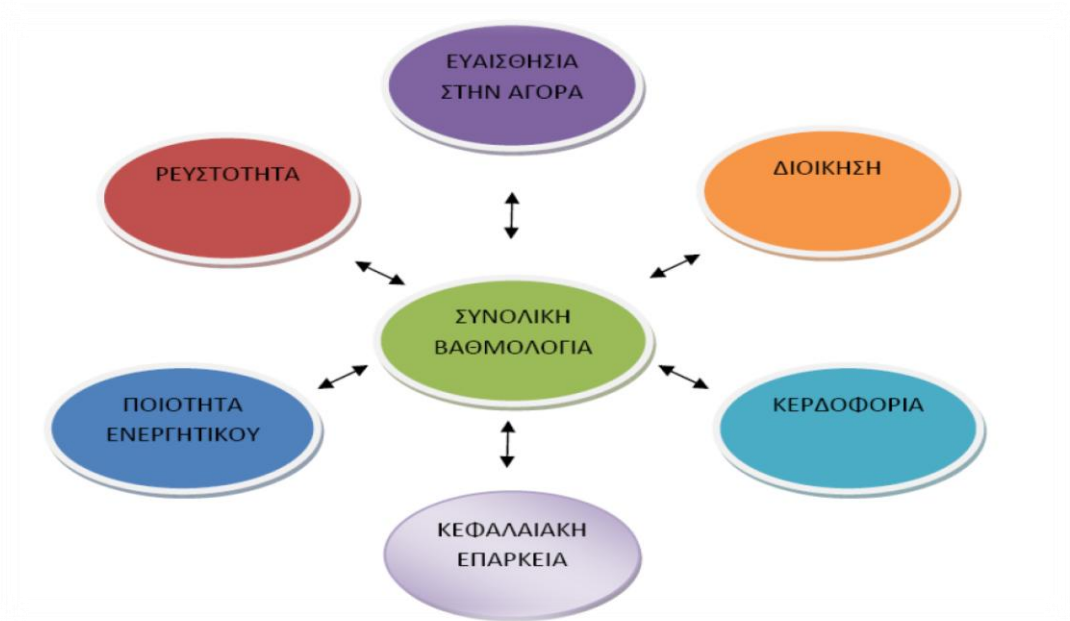 ΕΥΑΙΣΘΗΣΙΑ
ΣΤΗΝ ΑΓΟΡΑ
ΡΕΥΣΤΟΤΗΤΑ
ΔΙΟΙΚΗΣΗ
ΣΥΝΟΛΙΚΗ
ΒΑΘΜΟΛΟΓΙΑ
ΠΟΙΟΤΗΤΑ
ΕΝΕΡΓΗΤΙΚΟΥ
ΚΕΡΔΟΦΟΡΙΑ
ΚΕΦΑΛΑΙΑΚΗ
ΕΠΑΡΚΕΙΑ